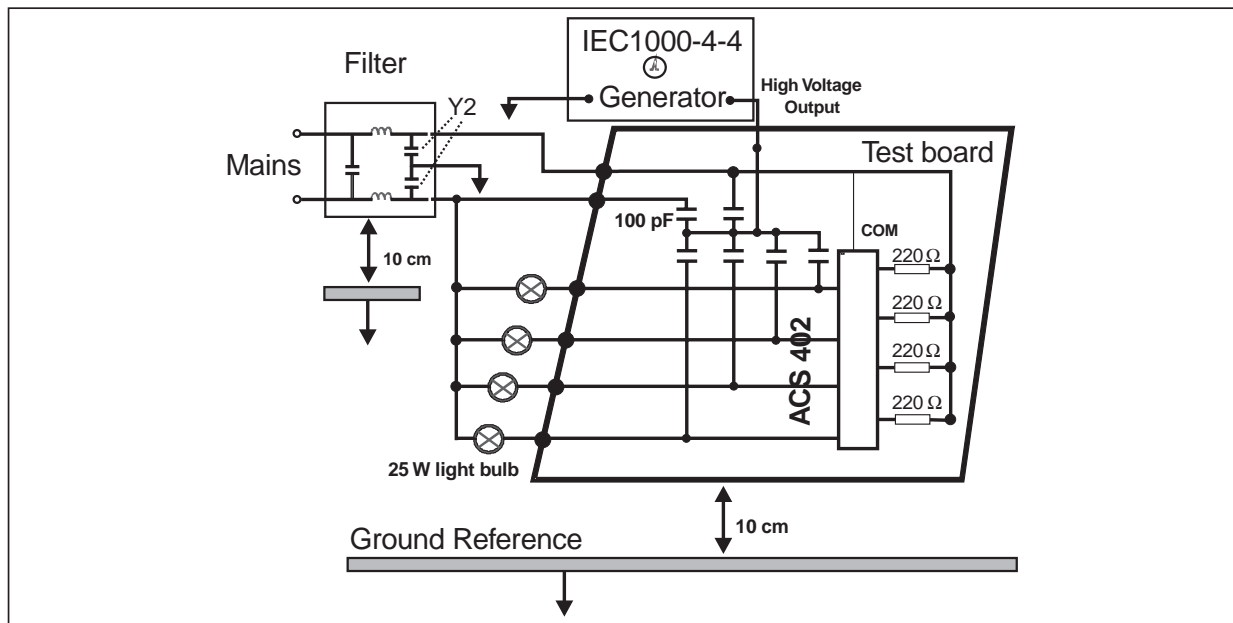 IEC1000-4-4
Generator
High Voltage
Output
Filter
Y2
Mains
Test board
100 pF
COM
10 cm
220 Ω
220 Ω
220 Ω
220 Ω
ACS 402
25 W light bulb
10 cm
Ground Reference